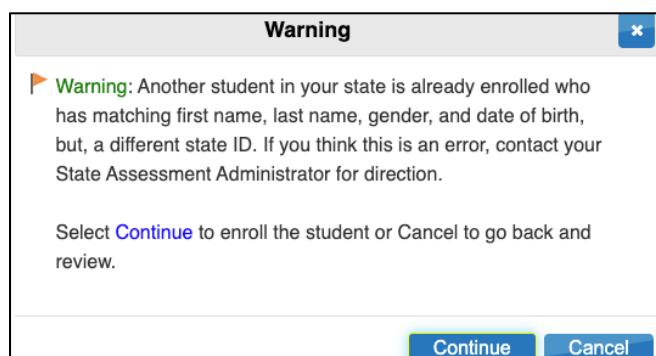 Warning
Warning: Another student in your state is already enrolled who
has matching first name, last name, gender, and date of birth,
but, a different state ID. If you think this is an error, contact your
State Assessment Administrator for direction.
Select Continue to enroll the student or Cancel to go back and
review.
Continue Cancel